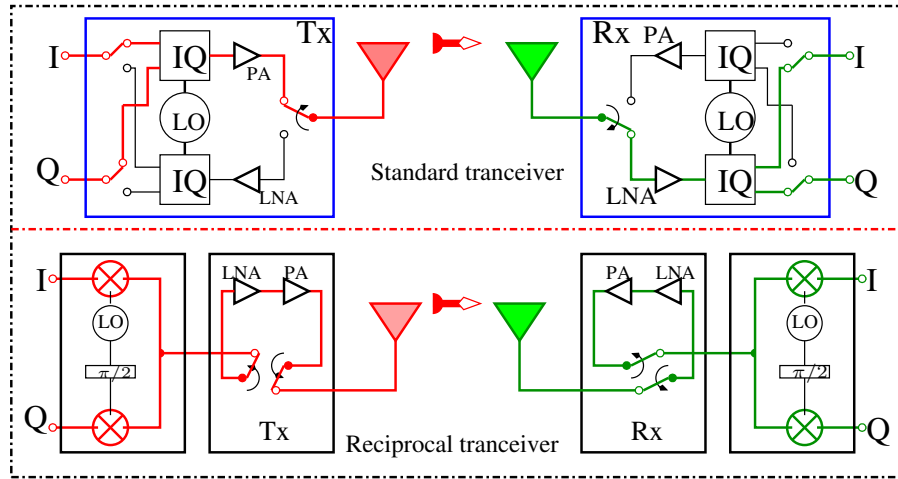 Tx
Rx
I
IQ
PA
LO
Q
IQ
LNA
PA
IQ
I
LO
LNA
IQ
Q
Standard tranceiver
I
LO
π/2
Q
LNA PA
Tx
PA LNA
Rx
I
LO
π/2
Q
Reciprocal tranceiver